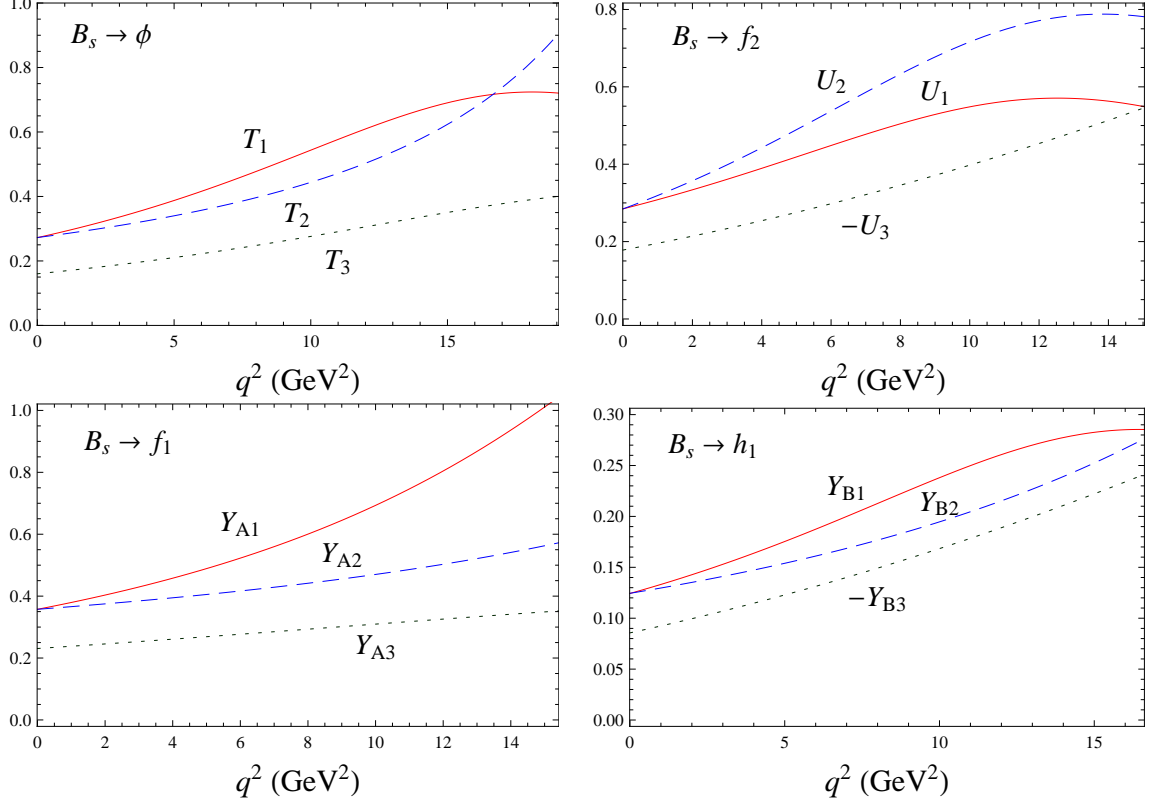 1.0
0.8
0.6
0.4
0.2
0.0
B_s → ϕ
T_1
T_2
T_3
0 5 10 15
q^2 (GeV^2)
0.8
0.6
0.4
0.2
0.0
B_s → f_2
U_2
U_1
−U_3
0 2 4 6 8 10 12 14
q^2 (GeV^2)
1.0
0.8
0.6
0.4
0.2
0.0
B_s → f_1
Y_A1
Y_A2
Y_A3
0 2 4 6 8 10 12 14
q^2 (GeV^2)
0.30
0.25
0.20
0.15
0.10
0.05
0.00
B_s → h_1
Y_B1
Y_B2
−Y_B3
0 5 10 15
q^2 (GeV^2)